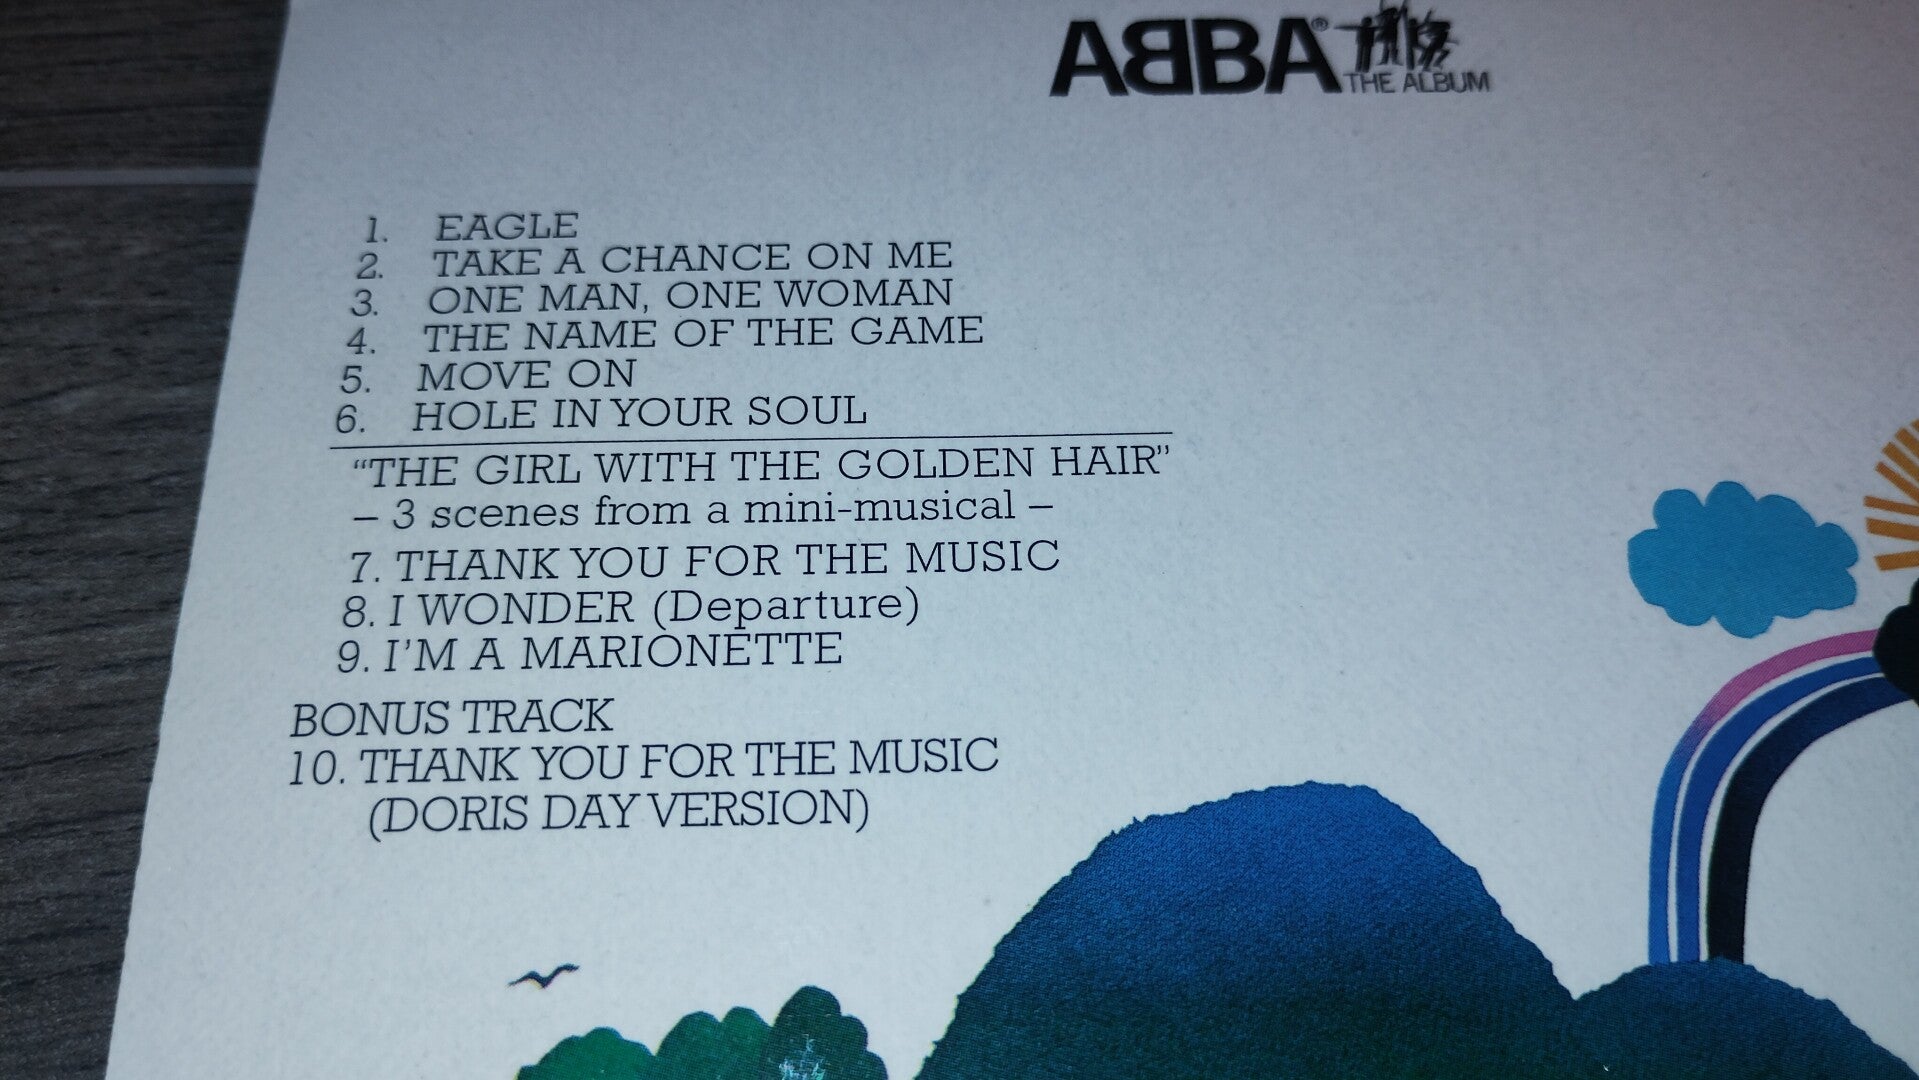 ABBA®
THE ALBUM
1. EAGLE
2. TAKE A CHANCE ON ME
3. ONE MAN, ONE WOMAN
4. THE NAME OF THE GAME
5. MOVE ON
6. HOLE IN YOUR SOUL
“THE GIRL WITH THE GOLDEN HAIR”
– 3 scenes from a mini-musical –
7. THANK YOU FOR THE MUSIC
8. I WONDER (Departure)
9. I’M A MARIONETTE
BONUS TRACK
10. THANK YOU FOR THE MUSIC
(DORIS DAY VERSION)